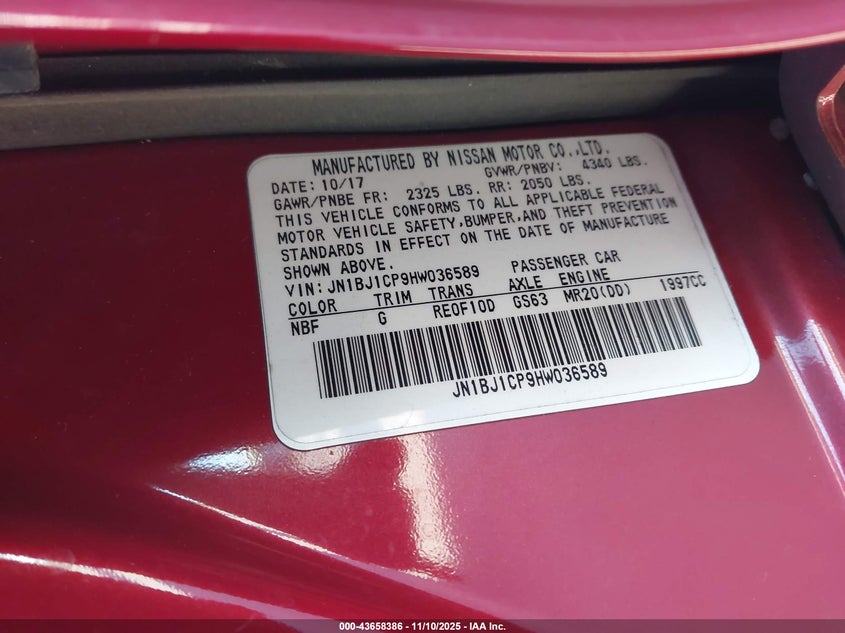 MANUFACTURED BY NISSAN MOTOR CO.,LTD.
DATE: 10/17 GVWR/PNBV: 4340 LBS.
GAWR/PNBE FR: 2325 LBS. RR: 2050 LBS.
THIS VEHICLE CONFORMS TO ALL APPLICABLE FEDERAL
MOTOR VEHICLE SAFETY,BUMPER,AND THEFT PREVENTION
STANDARDS IN EFFECT ON THE DATE OF MANUFACTURE
SHOWN ABOVE.
VIN: JN1BJ1CP9HW036589 PASSENGER CAR
COLOR TRIM TRANS AXLE ENGINE
NBF G RE0F10D GS63 MR20(DD) 1997CC
JN1BJ1CP9HW036589
000-43658386 - 11/10/2025 - IAA Inc.